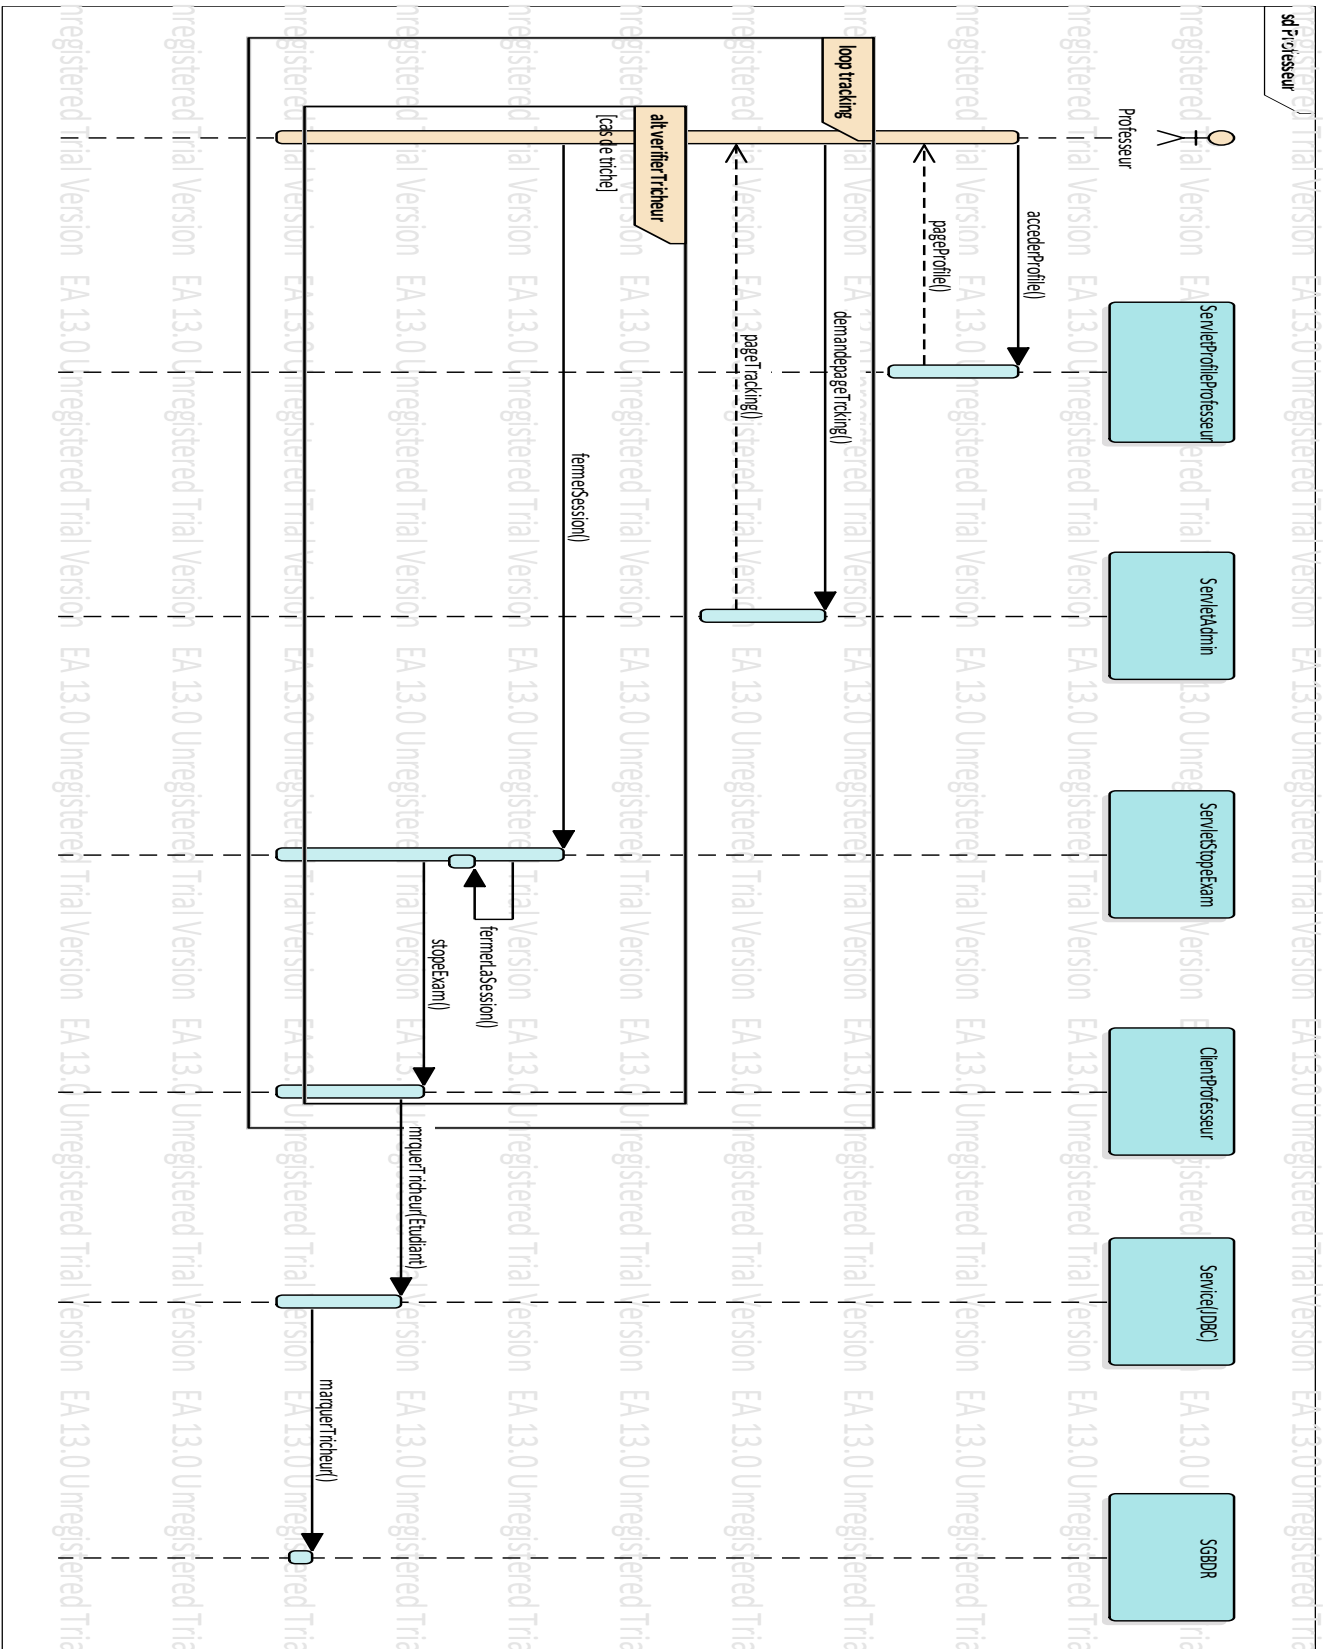 sd Professeur
Professeur
ServletProfileProfesseur
ServletAdmin
ServletStopeExam
ClientProfesseur
Service(JDBC)
SGBDR
accederProfile()
pageProfile()
loop tracking
demandepageTrcking()
pageTracking()
alt verifierTricheur
[cas de triche]
fermerSession()
fermerLaSession()
stopeExam()
mrquerTricheur(Etudiant)
marquerTricheur()
EA 13.0 Unregistered Trial Version